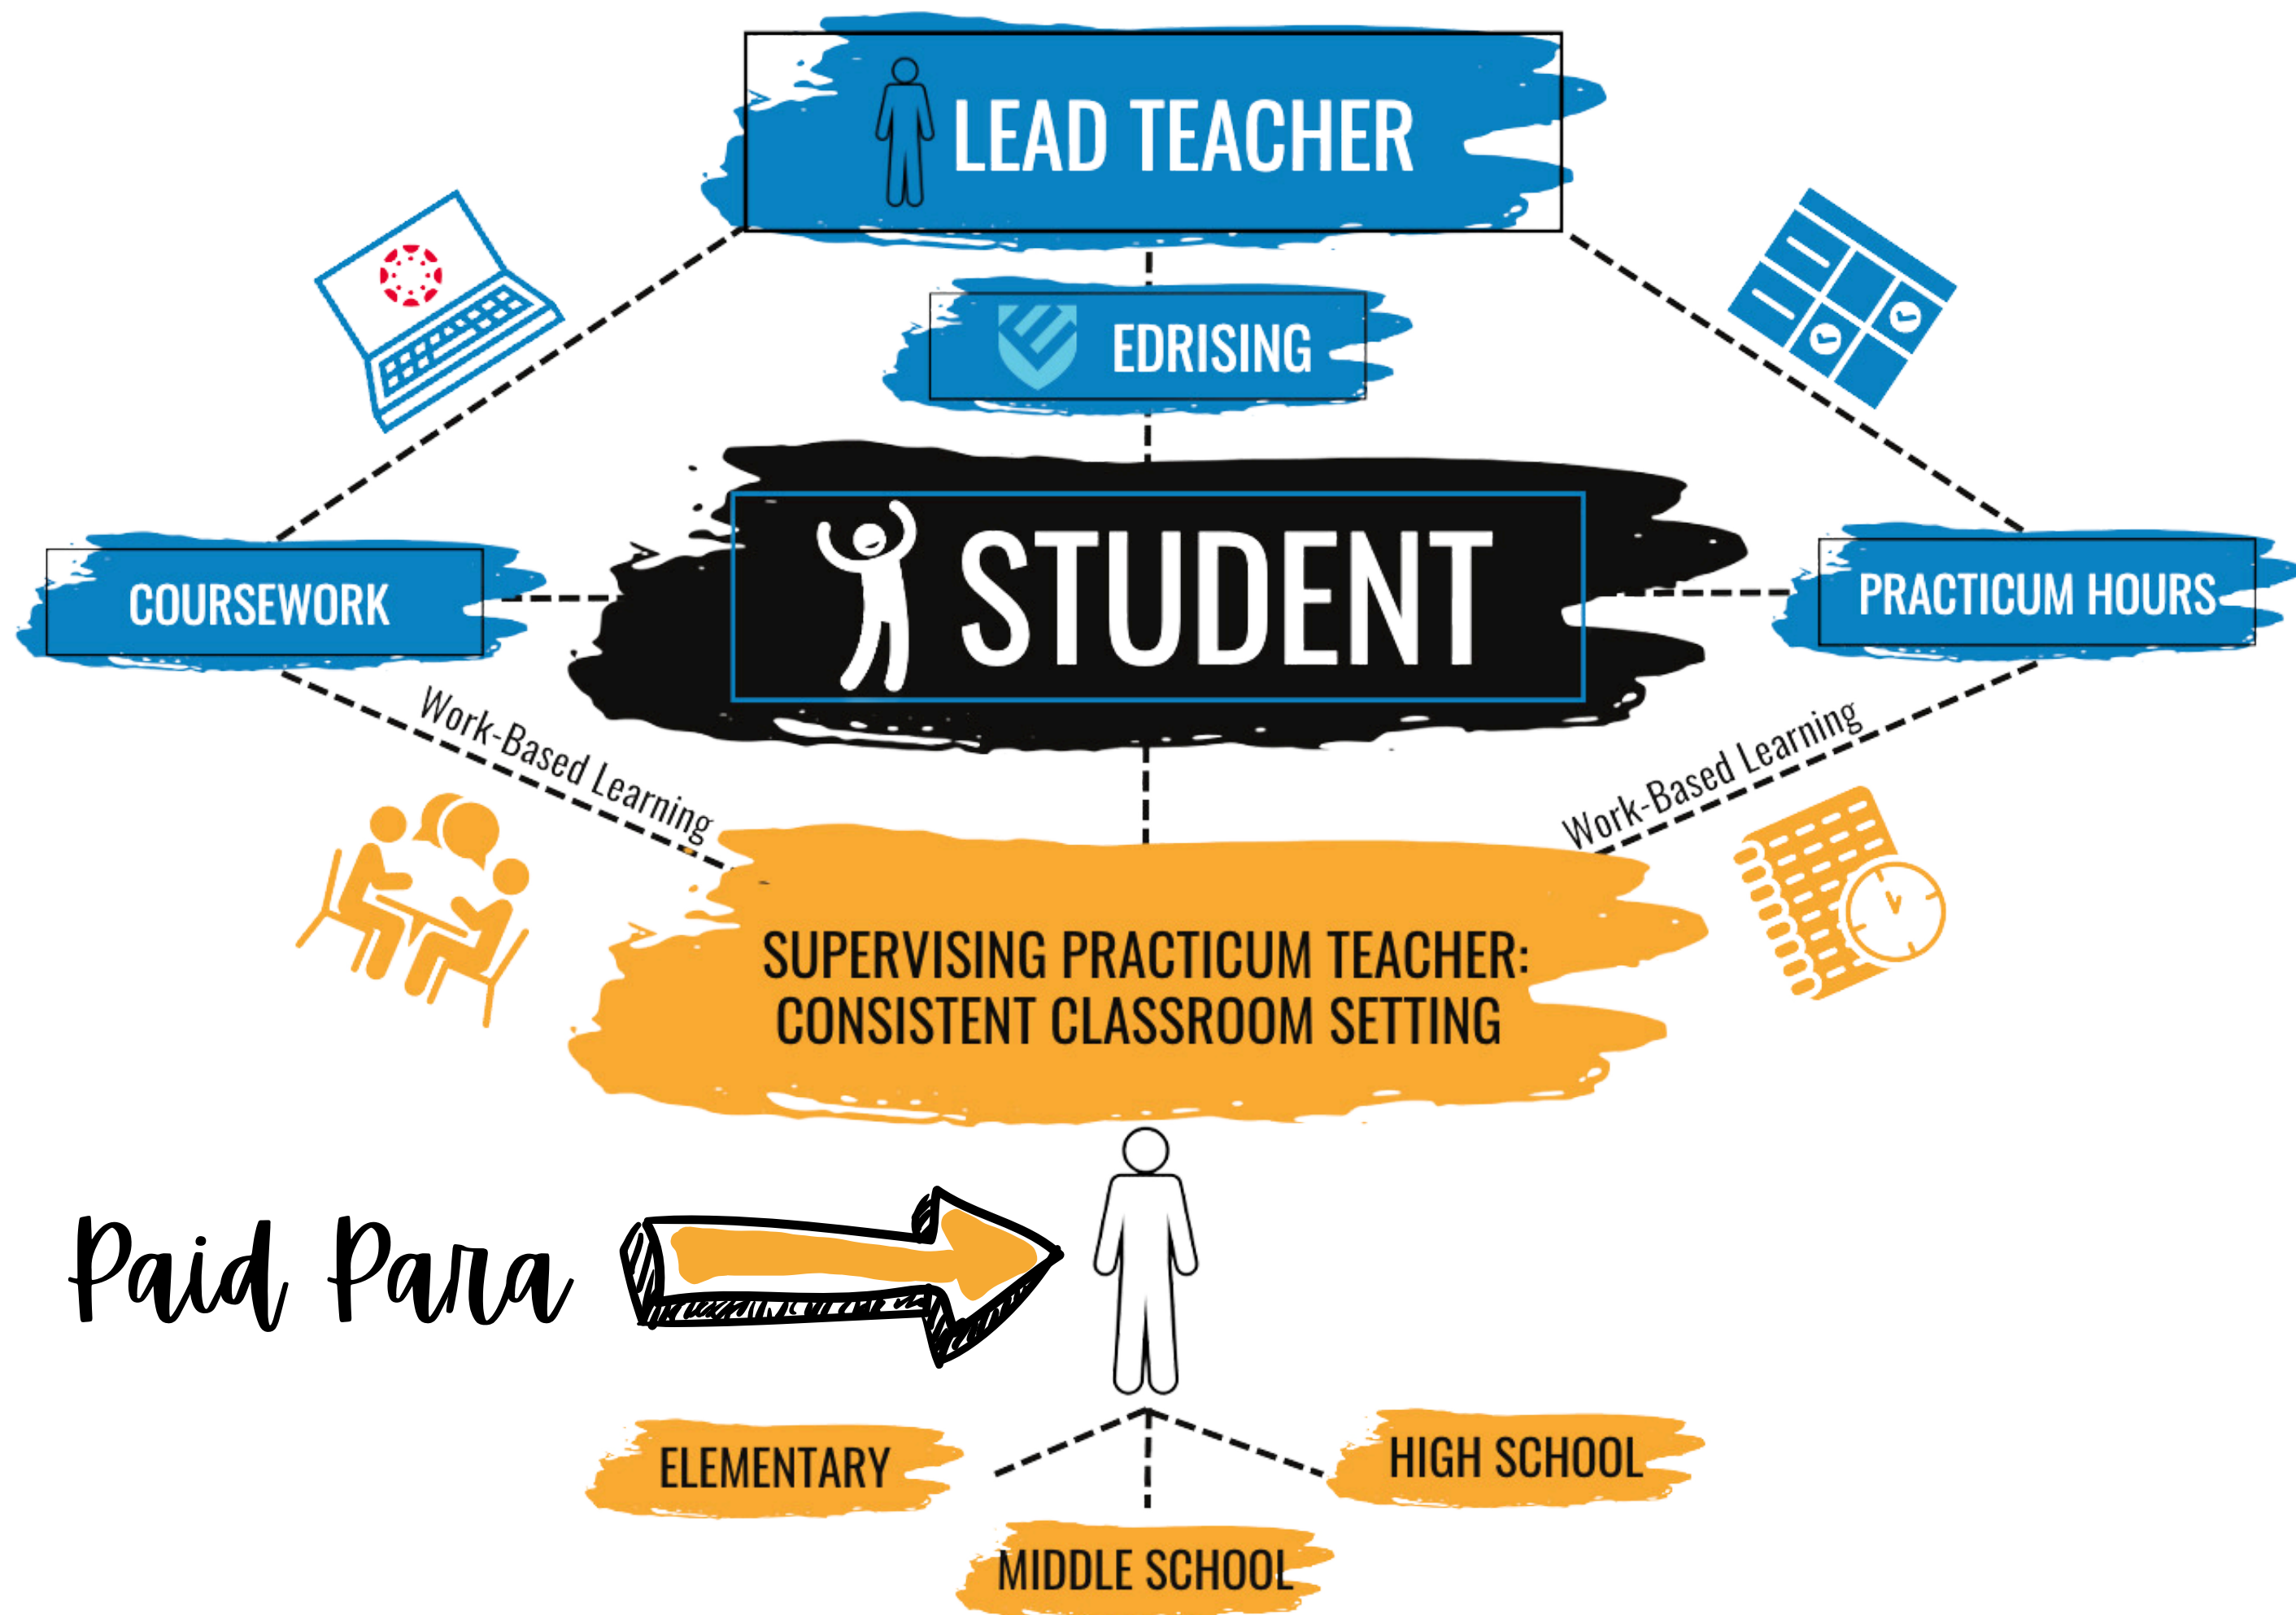 LEAD TEACHER
EDRISING
COURSEWORK
STUDENT
PRACTICUM HOURS
Work-Based Learning
Work-Based Learning
SUPERVISING PRACTICUM TEACHER:
CONSISTENT CLASSROOM SETTING
Paid Para
ELEMENTARY
HIGH SCHOOL
MIDDLE SCHOOL